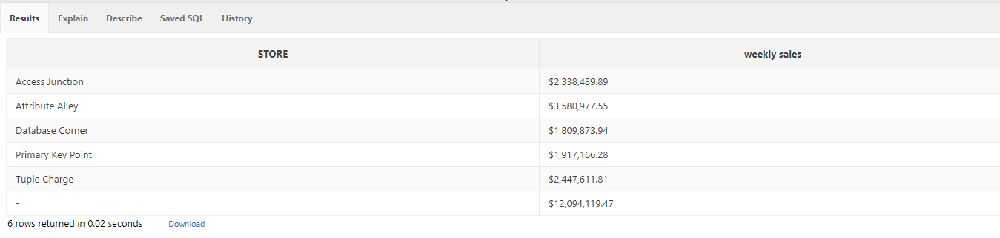 Results Explain Describe Saved SQL History
STORE weekly sales
Access Junction $2,338,489.89
Attribute Alley $3,580,977.55
Database Corner $1,809,873.94
Primary Key Point $1,917,166.28
Tuple Charge $2,447,611.81
- $12,094,119.47
6 rows returned in 0.02 seconds Download